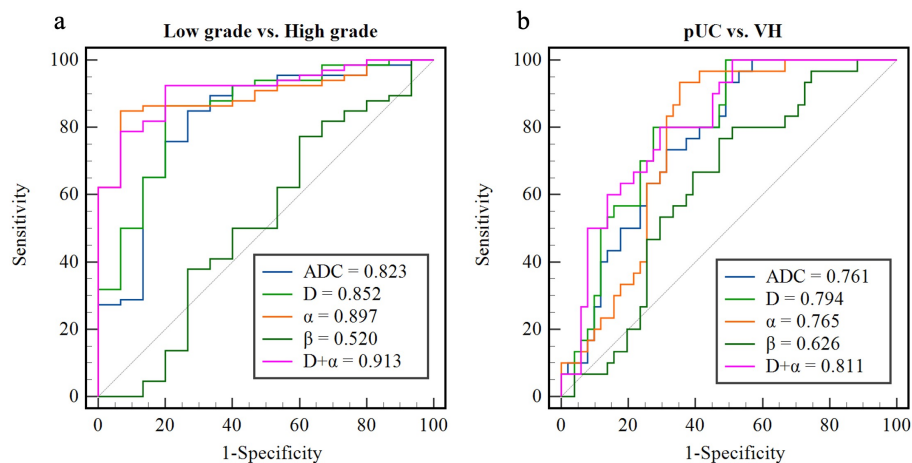 a
Low grade vs. High grade
100
80
60
40
20
0
0
20
40
60
80
100
Sensitivity
1-Specificity
ADC = 0.823
D = 0.852
α = 0.897
β = 0.520
D+α = 0.913
b
pUC vs. VH
100
80
60
40
20
0
0
20
40
60
80
100
Sensitivity
1-Specificity
ADC = 0.761
D = 0.794
α = 0.765
β = 0.626
D+α = 0.811